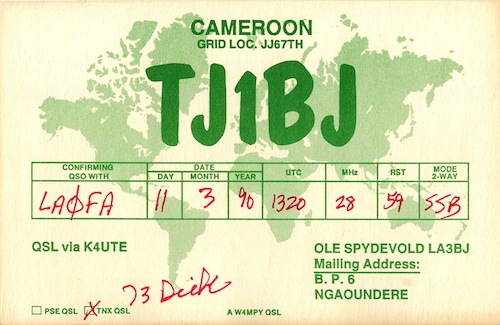 CAMEROON
GRID LOC. JJ67TH
TJ1BJ
CONFIRMING QSO WITH DATE DAY MONTH YEAR UTC MHz RST MODE 2-WAY
LAØFA 11 3 90 1320 28 59 SSB
QSL via K4UTE
OLE SPYDEVOLD LA3BJ
Mailing Address:
B. P. 6
NGAOUNDERE
73 Dick
PSE QSL X TNX QSL
A W4MPY QSL